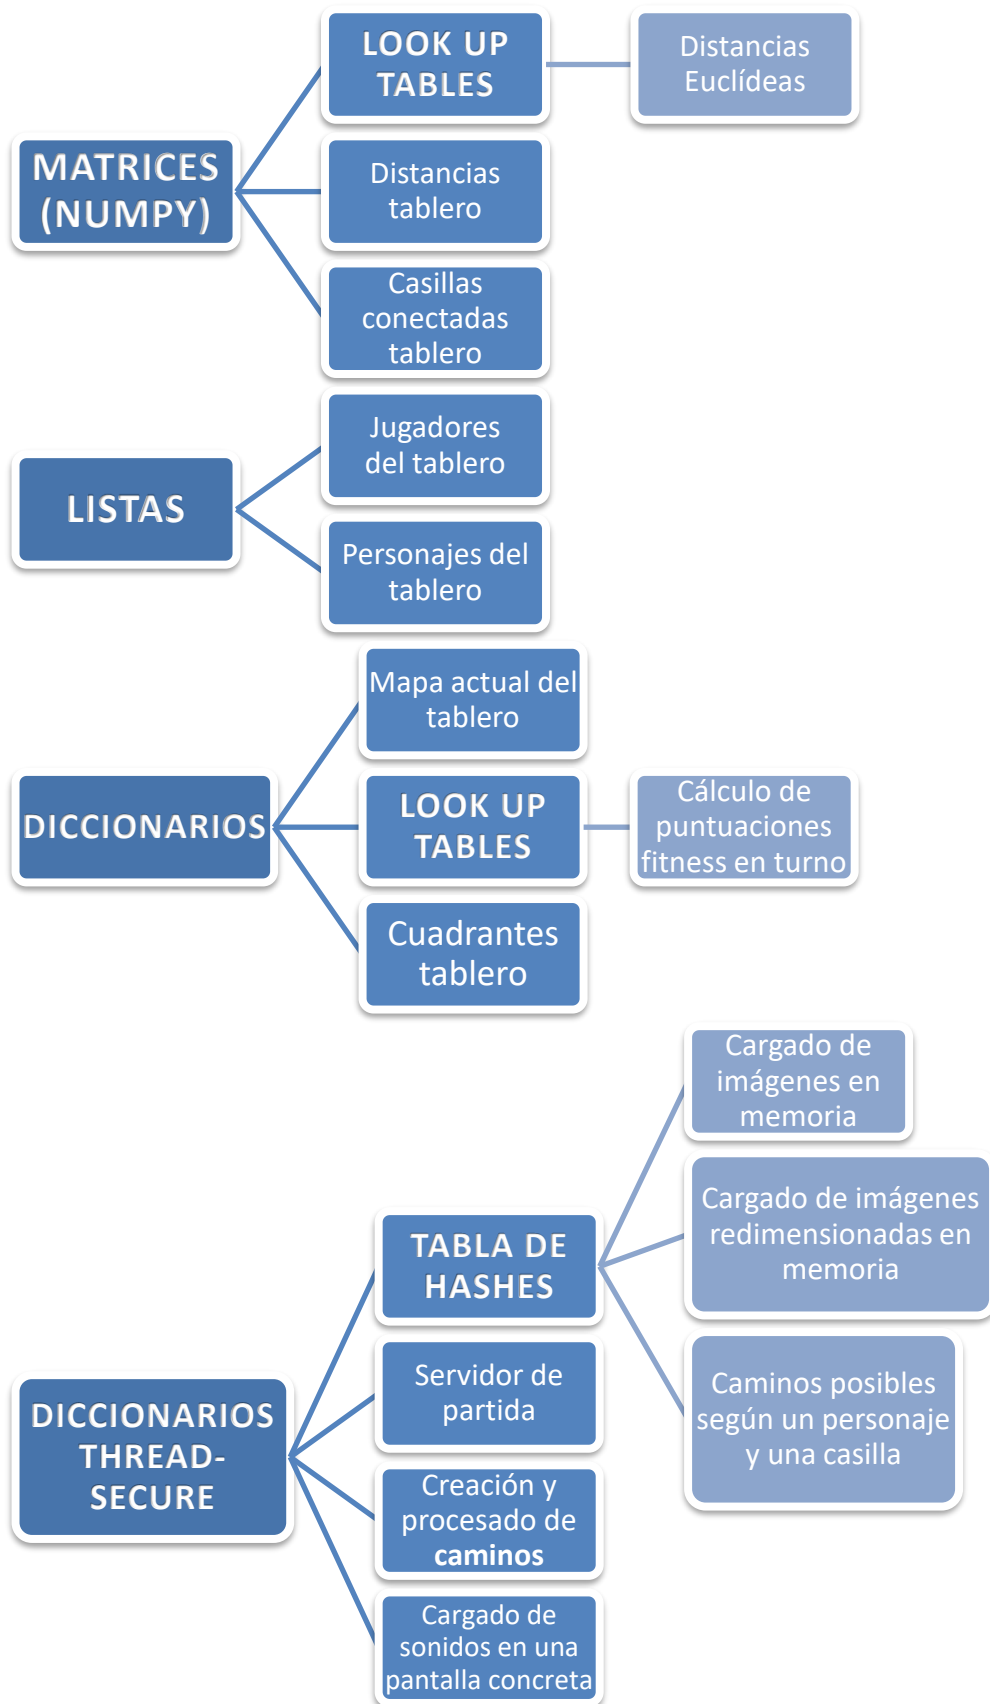 MATRICES
(NUMPY)
LOOK UP
TABLES
Distancias
Euclídeas
Distancias
tablero
Casillas
conectadas
tablero
LISTAS
Jugadores
del tablero
Personajes del
tablero
DICCIONARIOS
Mapa actual del
tablero
LOOK UP
TABLES
Cálculo de
puntuaciones
fitness en turno
Cuadrantes
tablero
DICCIONARIOS
THREAD-
SECURE
TABLA DE
HASHES
Cargado de
imágenes en
memoria
Cargado de imágenes
redimensionadas en
memoria
Caminos posibles
según un personaje
y una casilla
Servidor de
partida
Creación y
procesado de
caminos
Cargado de
sonidos en una
pantalla concreta